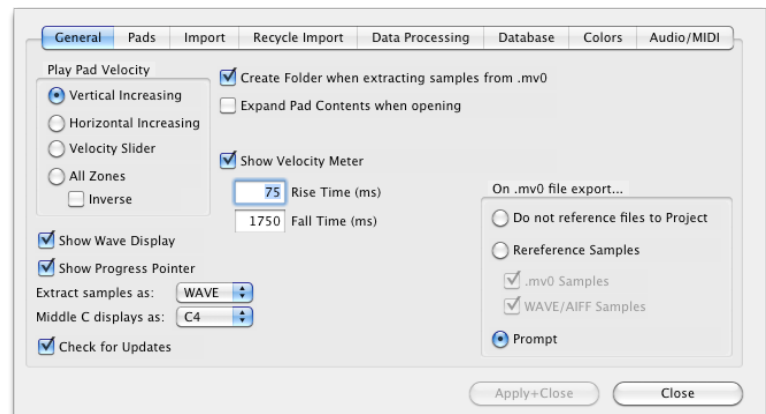 General Pads Import Recycle Import Data Processing Database Colors Audio/MIDI
Play Pad Velocity
Vertical Increasing
Horizontal Increasing
Velocity Slider
All Zones
Inverse
Create Folder when extracting samples from .mv0
Expand Pad Contents when opening
Show Velocity Meter
75 Rise Time (ms)
1750 Fall Time (ms)
Show Wave Display
Show Progress Pointer
Extract samples as: WAVE
Middle C displays as: C4
Check for Updates
On .mv0 file export...
Do not reference files to Project
Rereference Samples
.mv0 Samples
WAVE/AIFF Samples
Prompt
Apply+Close Close